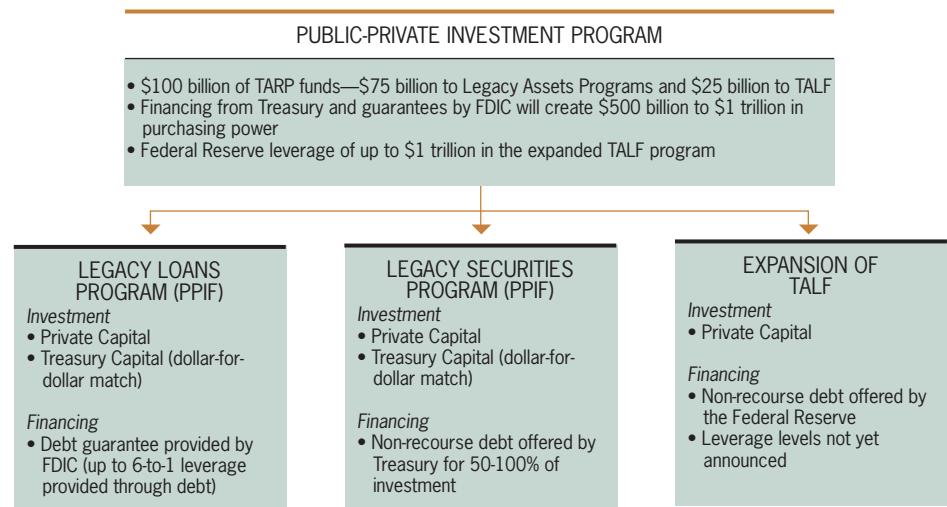 PUBLIC-PRIVATE INVESTMENT PROGRAM
• $100 billion of TARP funds—$75 billion to Legacy Assets Programs and $25 billion to TALF
• Financing from Treasury and guarantees by FDIC will create $500 billion to $1 trillion in
purchasing power
• Federal Reserve leverage of up to $1 trillion in the expanded TALF program
LEGACY LOANS
PROGRAM (PPIF)
Investment
• Private Capital
• Treasury Capital (dollar-for-
dollar match)
Financing
• Debt guarantee provided by
FDIC (up to 6-to-1 leverage
provided through debt)
LEGACY SECURITIES
PROGRAM (PPIF)
Investment
• Private Capital
• Treasury Capital (dollar-for-
dollar match)
Financing
• Non-recourse debt offered by
Treasury for 50-100% of
investment
EXPANSION OF
TALF
Investment
• Private Capital
Financing
• Non-recourse debt offered by
the Federal Reserve
• Leverage levels not yet
announced